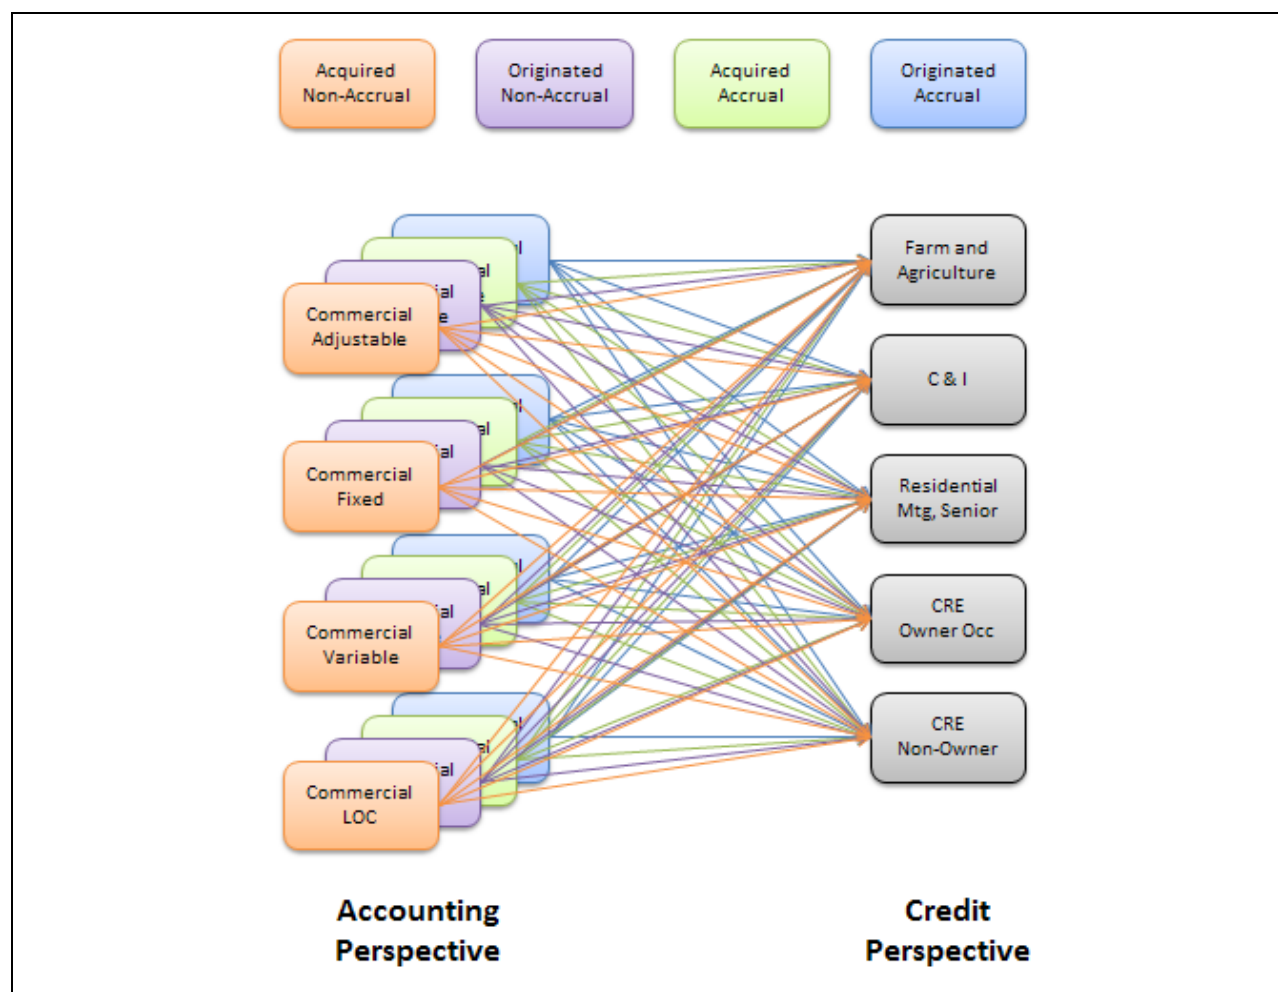 Acquired
Non-Accrual
Originated
Non-Accrual
Acquired
Accrual
Originated
Accrual
Commercial
Adjustable
Commercial
Fixed
Commercial
Variable
Commercial
LOC
Farm and
Agriculture
C & I
Residential
Mtg, Senior
CRE
Owner Occ
CRE
Non-Owner
Accounting
Perspective
Credit
Perspective